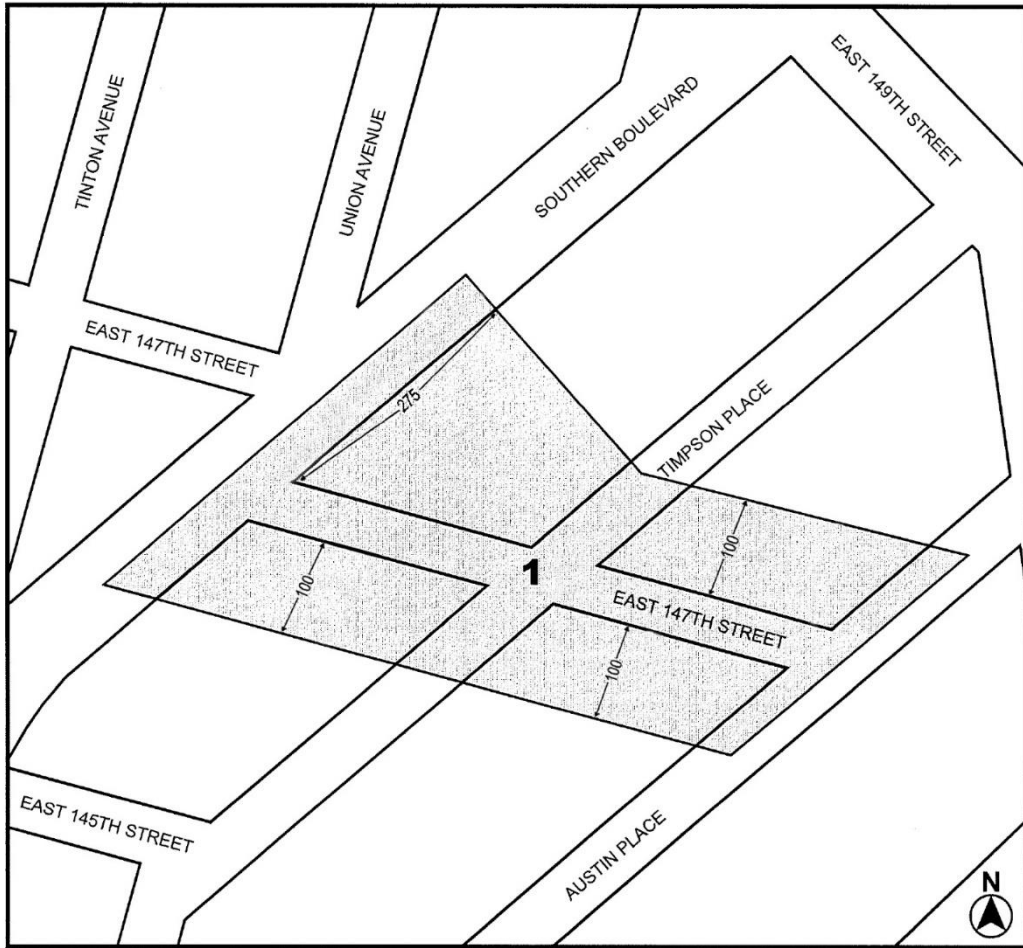 EAST 149TH STREET
SOUTHERN BOULEVARD
TINTON AVENUE
UNION AVENUE
EAST 147TH STREET
275
TIMPSON PLACE
100
100
1
EAST 147TH STREET
100
EAST 145TH STREET
AUSTIN PLACE
N